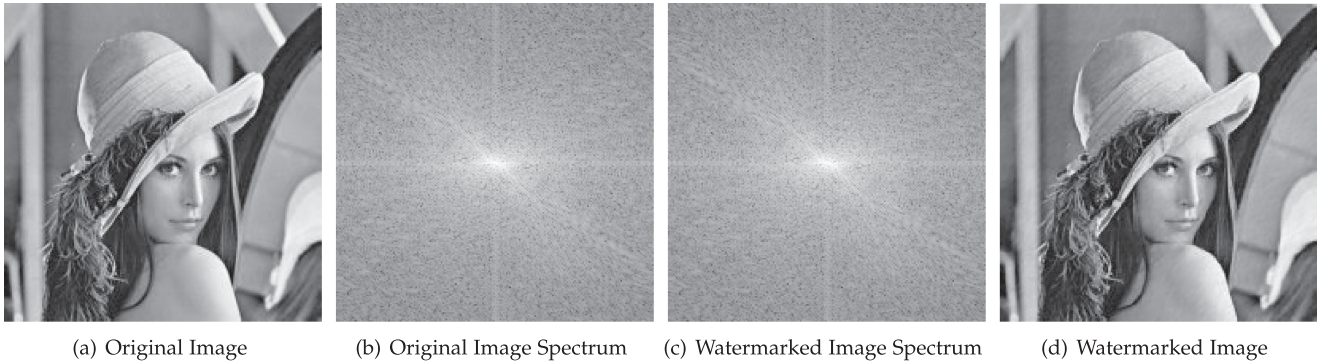 (a) Original Image
(b) Original Image Spectrum
(c) Watermarked Image Spectrum
(d) Watermarked Image